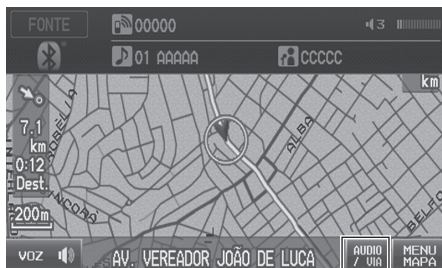 FONTE
00000
3
01 AAAAA
CCCCC
km
7.1
km
0:12
Dest.
ALBA
200m
VOZ
AV. VEREADOR JOÃO DE LUCA
AUDIO
/ VIA
MENU
MAPA